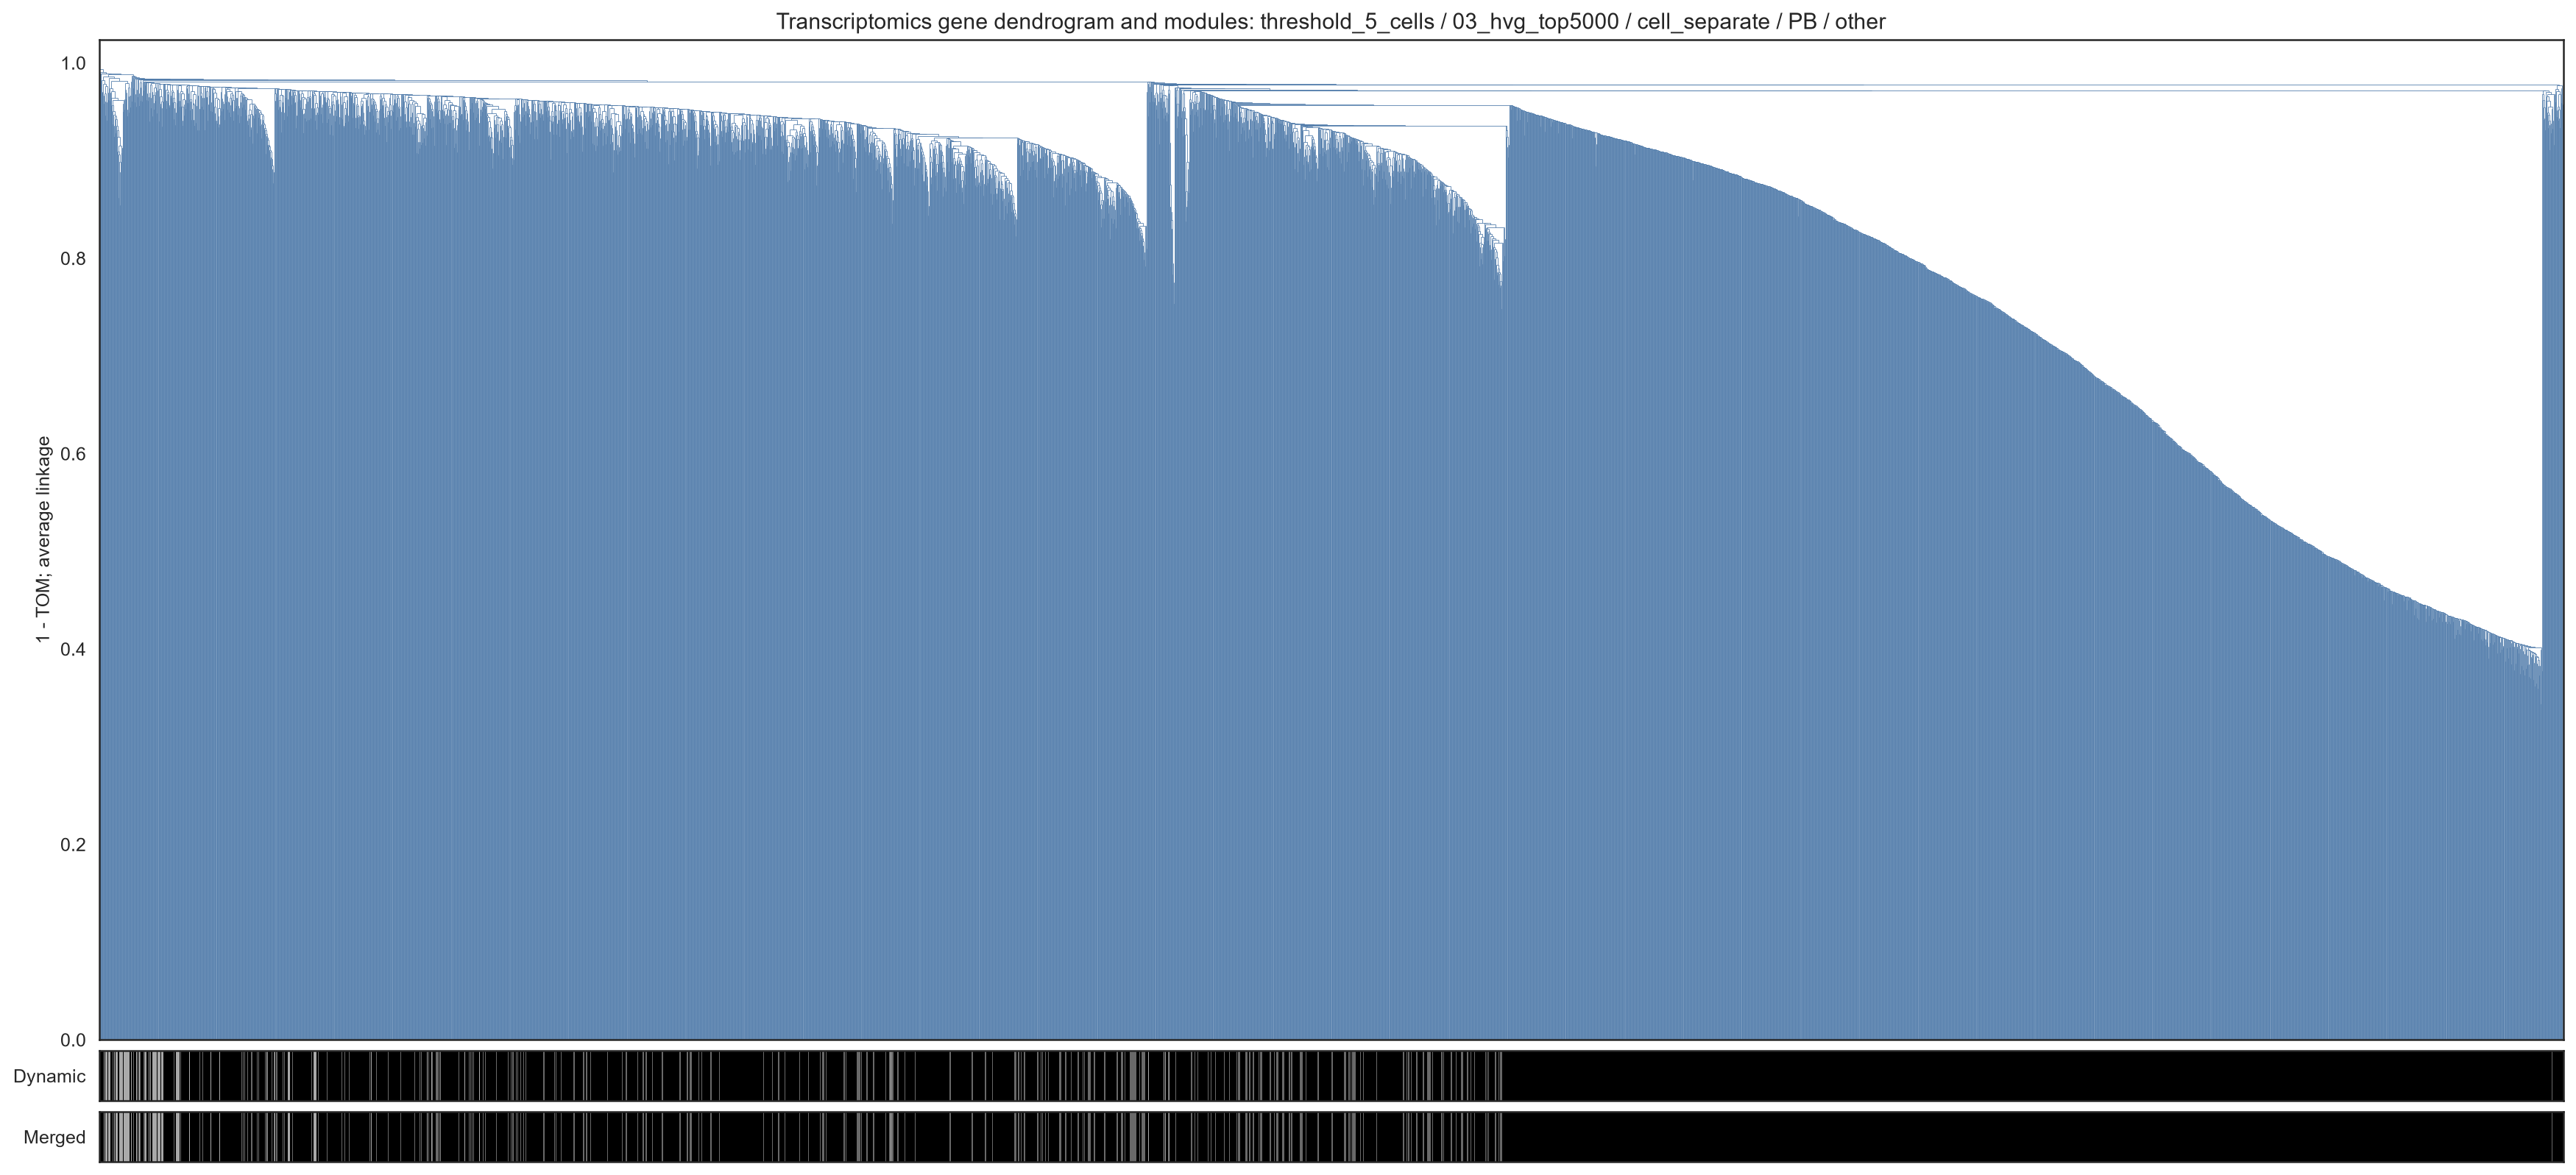 Transcriptomics gene dendrogram and modules: threshold_5_cells / 03_hvg_top5000 / cell_separate / PB / other
1.0
0.8
0.6
0.4
0.2
0.0
1 - TOM; average linkage
Dynamic
Merged